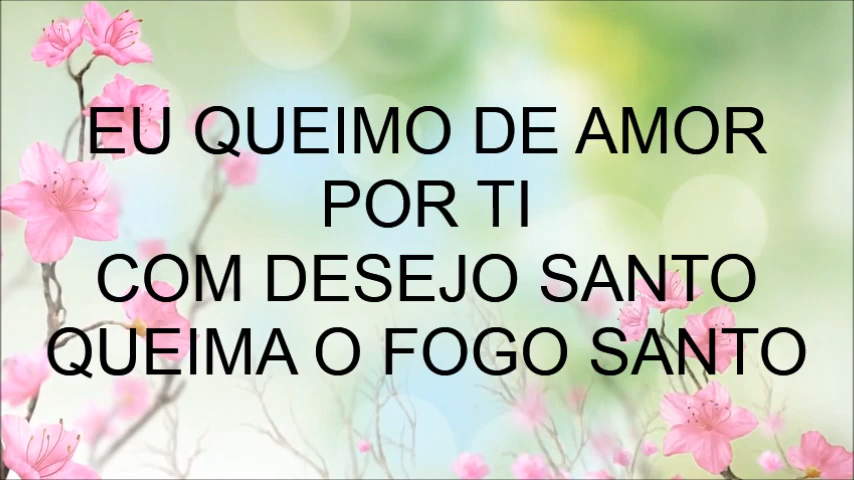 EU QUEIMO DE AMOR
POR TI
COM DESEJO SANTO
QUEIMA O FOGO SANTO